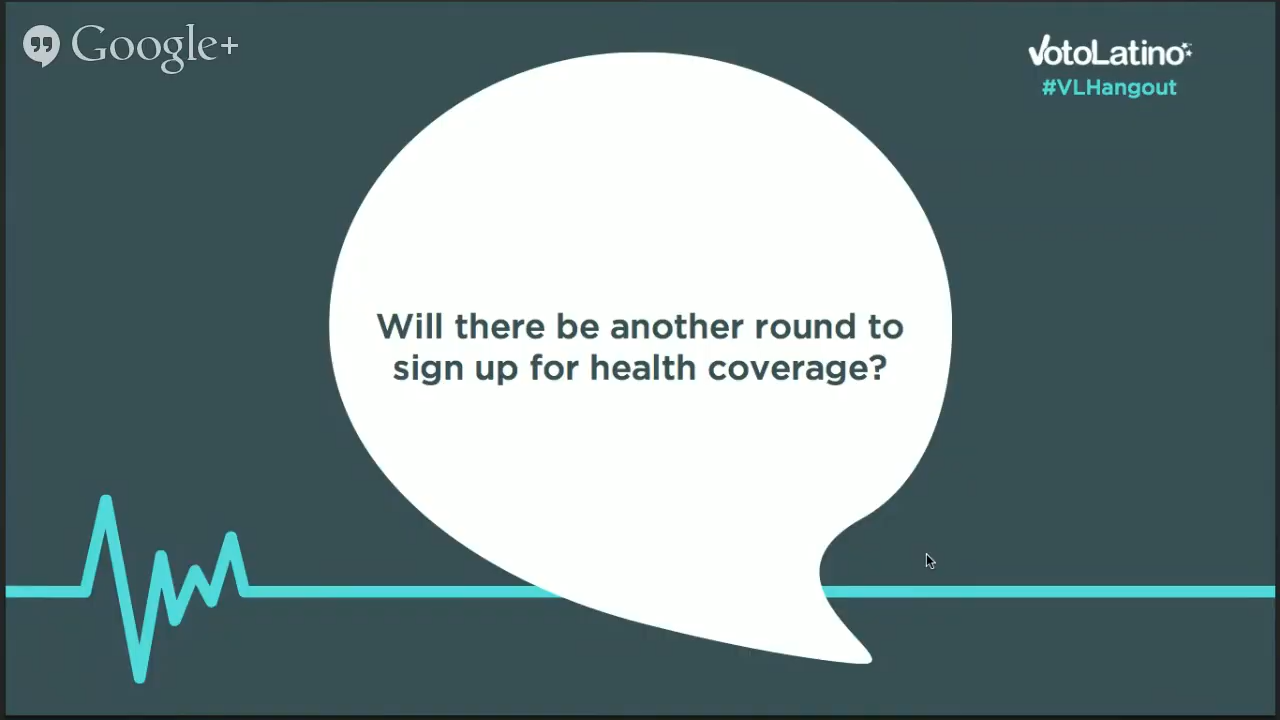 Google+
VotoLatino
#VLHangout
Will there be another round to
sign up for health coverage?